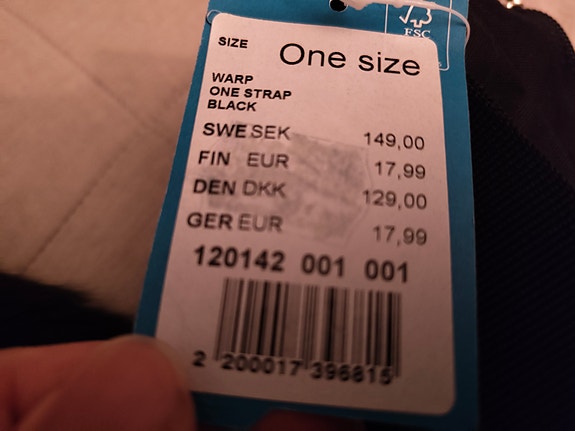 FSC
SIZE One size
WARP
ONE STRAP
BLACK
SWE SEK 149,00
FIN EUR 17,99
DEN DKK 129,00
GER EUR 17,99
120142 001 001
2 200017 396815